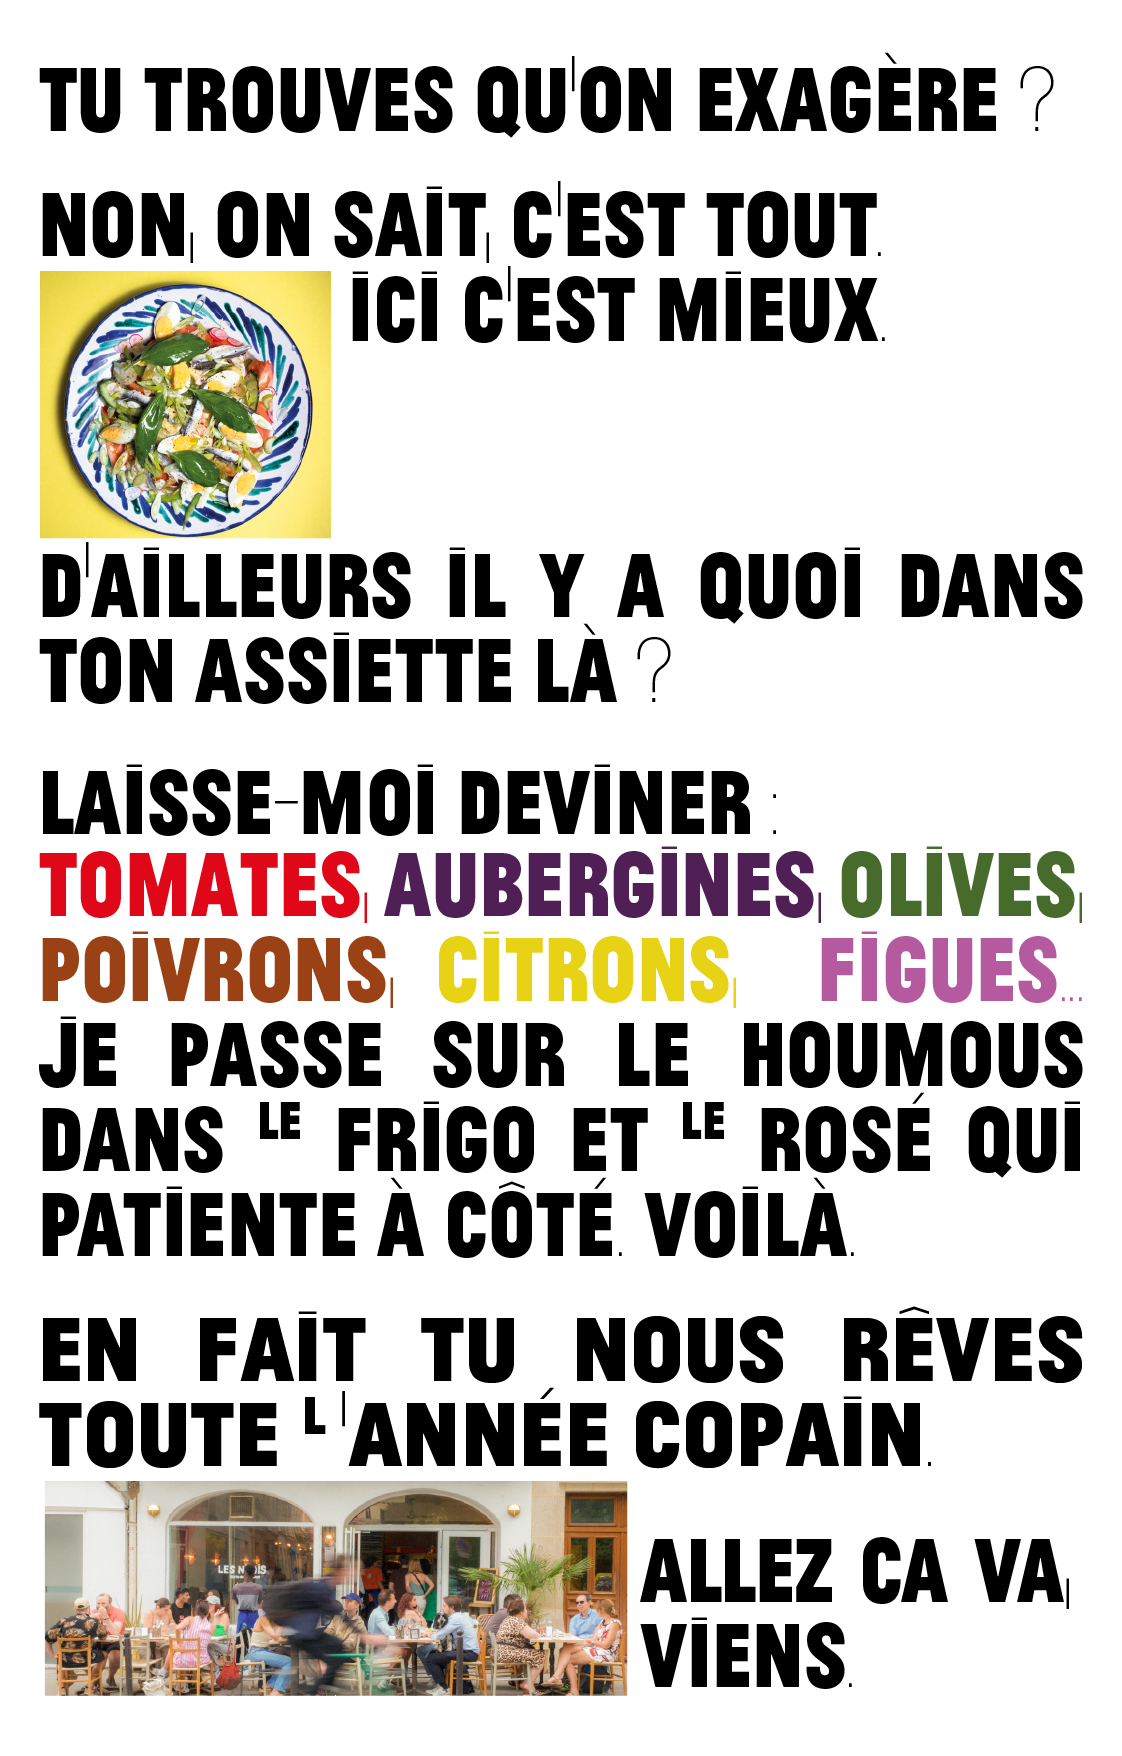 TU TROUVES QU'ON EXAGÈRE ?
NON, ON SAIT, C'EST TOUT.
ICI C'EST MIEUX.
D'AILLEURS IL Y A QUOI DANS
TON ASSIETTE LÀ ?
LAISSE-MOI DEVINER :
TOMATES, AUBERGINES, OLIVES,
POIVRONS, CITRONS, FIGUES...
JE PASSE SUR LE HOUMOUS
DANS LE FRIGO ET LE ROSÉ QUI
PATIENTE À CÔTÉ. VOILÀ.
EN FAIT TU NOUS RÊVES
TOUTE L'ANNÉE COPAIN.
ALLEZ CA VA,
VIENS.